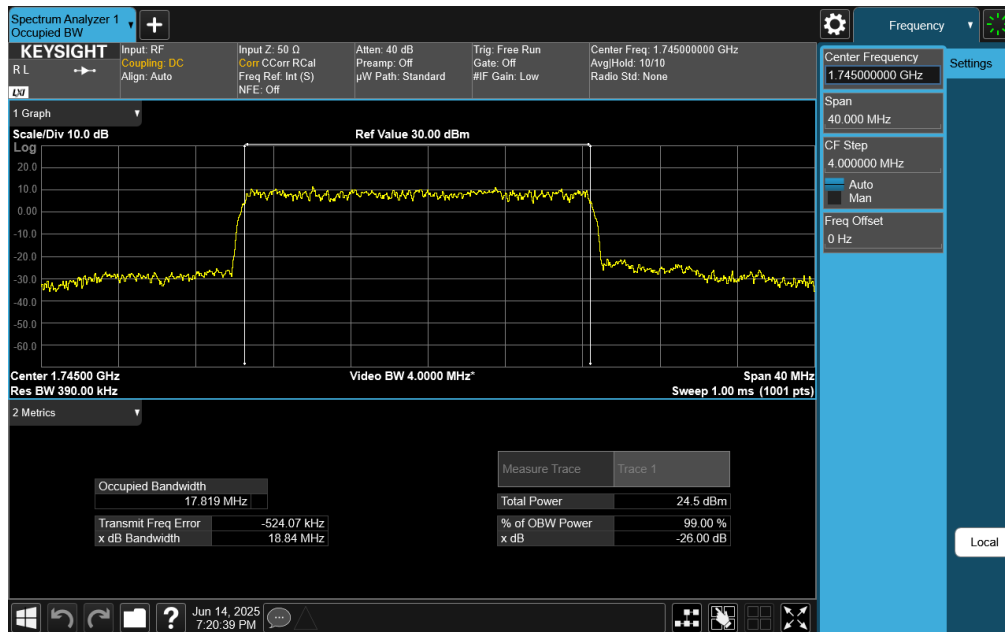 Spectrum Analyzer 1
Occupied BW
Frequency
KEYSIGHT
R L
LXI
Input: RF
Coupling: DC
Align: Auto
Input Z: 50 Ω
Corr CCorr RCal
Freq Ref: Int (S)
NFE: Off
Atten: 40 dB
Preamp: Off
µW Path: Standard
Trig: Free Run
Gate: Off
#IF Gain: Low
Center Freq: 1.745000000 GHz
Avg|Hold: 10/10
Radio Std: None
Center Frequency
1.745000000 GHz
Settings
Span
40.000 MHz
CF Step
4.000000 MHz
Auto
Man
Freq Offset
0 Hz
Local
1 Graph
Scale/Div 10.0 dB
Ref Value 30.00 dBm
Log
20.0
10.0
0.00
-10.0
-20.0
-30.0
-40.0
-50.0
-60.0
Center 1.74500 GHz
Video BW 4.0000 MHz*
Span 40 MHz
Res BW 390.00 kHz
Sweep 1.00 ms (1001 pts)
2 Metrics
Measure Trace
Trace 1
Occupied Bandwidth
17.819 MHz
Total Power
24.5 dBm
Transmit Freq Error
-524.07 kHz
% of OBW Power
99.00 %
x dB Bandwidth
18.84 MHz
x dB
-26.00 dB
?
Jun 14, 2025
7:20:39 PM